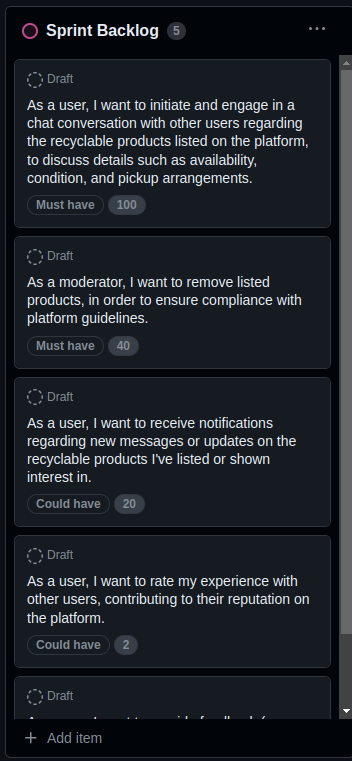 Sprint Backlog 5 ...
Draft
As a user, I want to initiate and engage in a
chat conversation with other users regarding
the recyclable products listed on the platform,
to discuss details such as availability,
condition, and pickup arrangements.
Must have 100
Draft
As a moderator, I want to remove listed
products, in order to ensure compliance with
platform guidelines.
Must have 40
Draft
As a user, I want to receive notifications
regarding new messages or updates on the
recyclable products I've listed or shown
interest in.
Could have 20
Draft
As a user, I want to rate my experience with
other users, contributing to their reputation on
the platform.
Could have 2
Draft
+ Add item